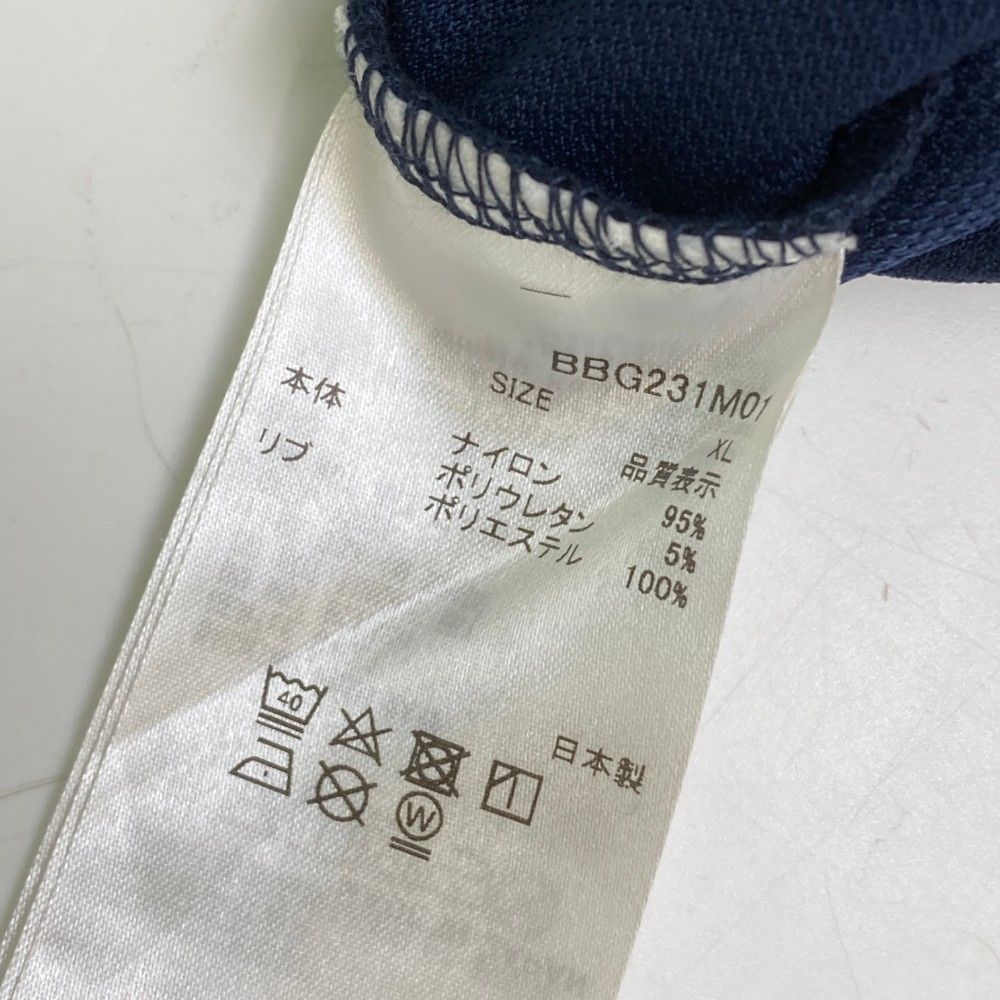 BBG231M01
SIZE XL
品質表示
本体 ナイロン 95%
ポリウレタン 5%
リブ ポリエステル 100%
40
W
日本製